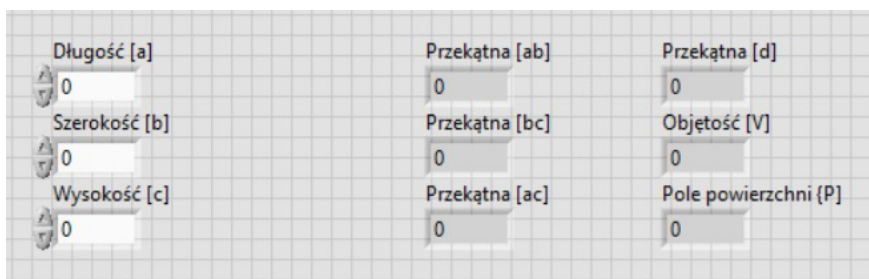 Długość [a] Przekątna [ab] Przekątna [d]
0 0 0
Szerokość [b] Przekątna [bc] Objętość [V]
0 0 0
Wysokość [c] Przekątna [ac] Pole powierzchni {P]
0 0 0